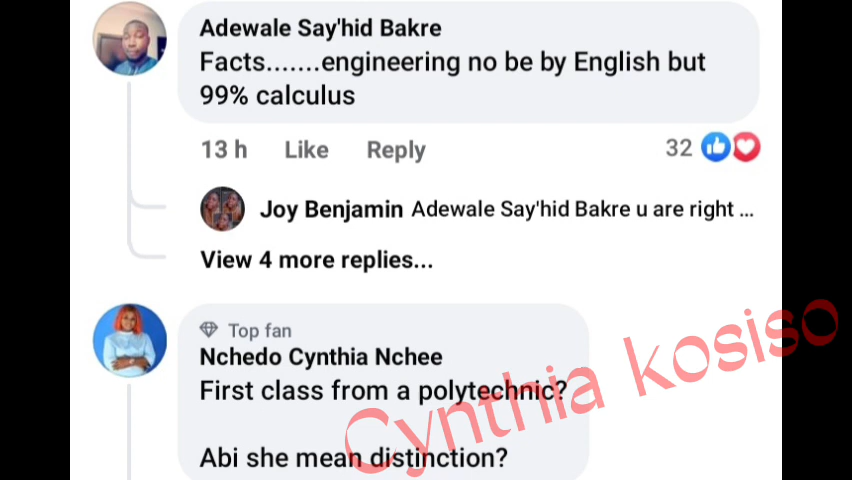 Adewale Say'hid Bakre
Facts.......engineering no be by English but
99% calculus
13 h Like Reply 32
Joy Benjamin Adewale Say'hid Bakre u are right ...
View 4 more replies...
Top fan
Nchedo Cynthia Nchee
First class from a polytechnic?
Abi she mean distinction?
Cynthia kosiso